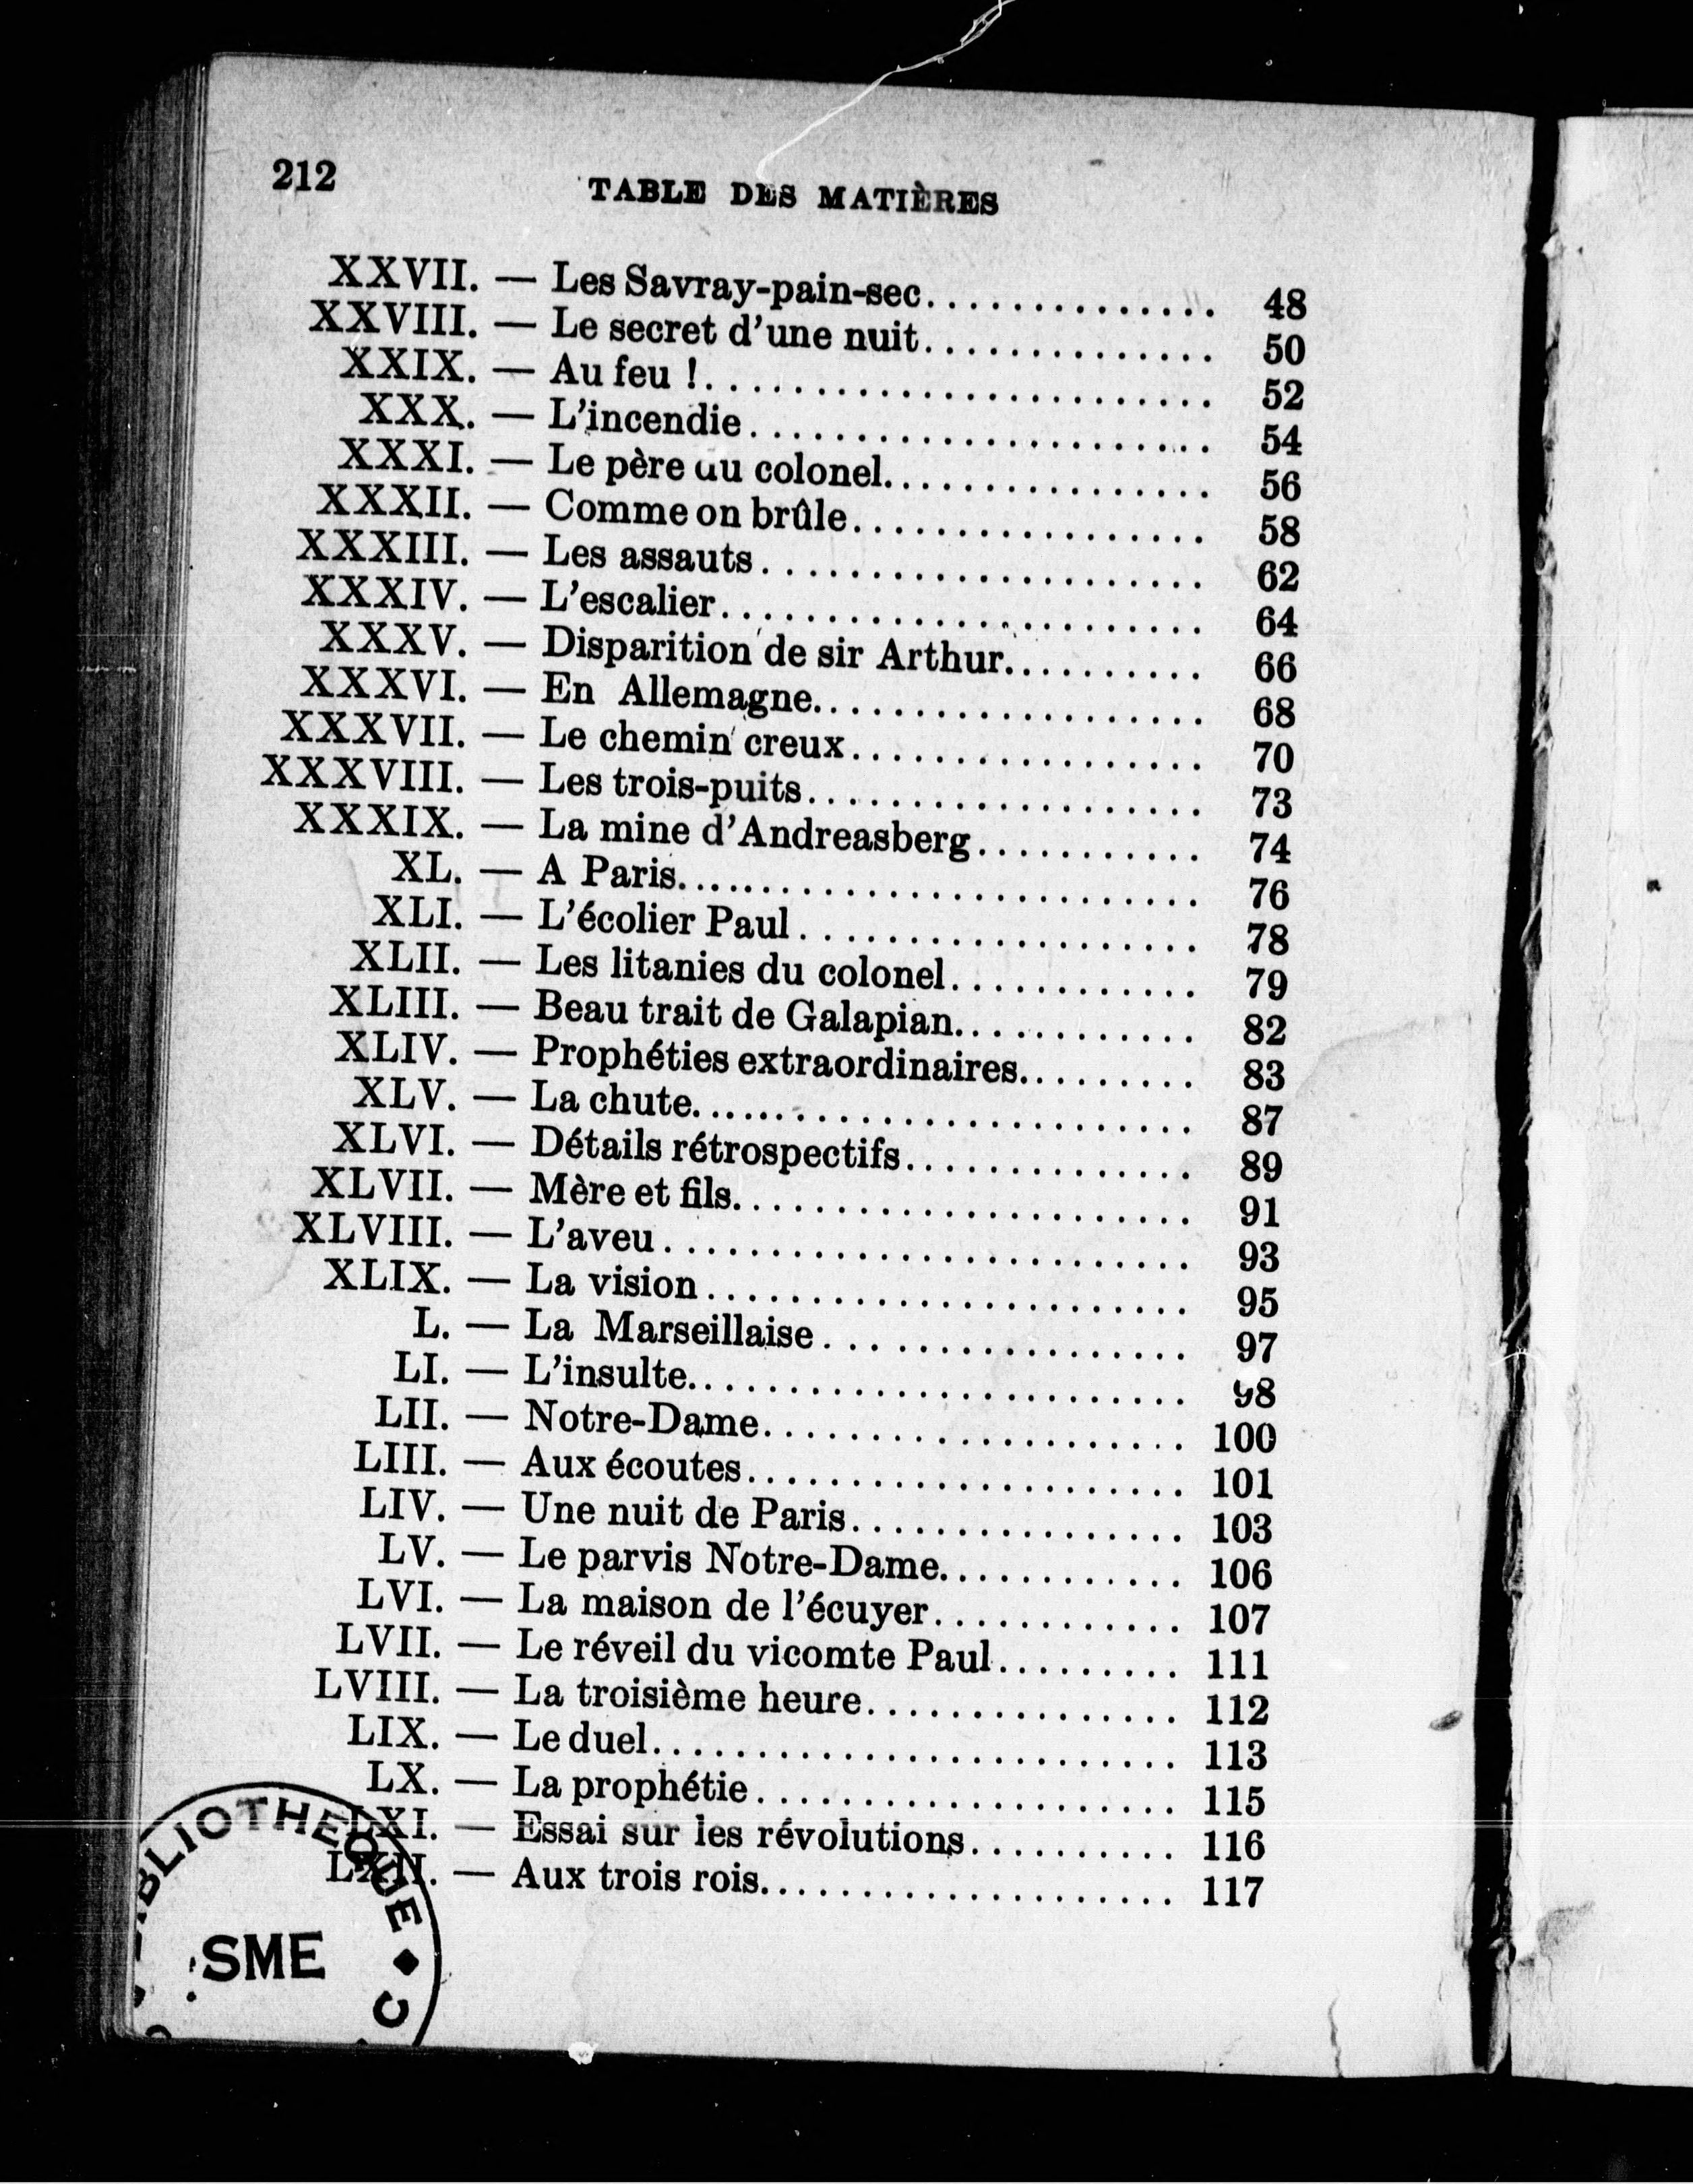 212
TABLE DES MATIÈRES
XXVII. — Les Savray-pain-sec.............. 48
XXVIII. — Le secret d'une nuit.............. 50
XXIX. — Au feu !......................... 52
XXX. — L'incendie....................... 54
XXXI. — Le père du colonel................ 56
XXXII. — Comme on brûle................. 58
XXXIII. — Les assauts...................... 62
XXXIV. — L'escalier........................ 64
XXXV. — Disparition de sir Arthur.......... 66
XXXVI. — En Allemagne................... 68
XXXVII. — Le chemin creux................. 70
XXXVIII. — Les trois-puits.................... 73
XXXIX. — La mine d'Andreasberg........... 74
XL. — A Paris.......................... 76
XLI. — L'écolier Paul.................... 78
XLII. — Les litanies du colonel............ 79
XLIII. — Beau trait de Galapian............ 82
XLIV. — Prophéties extraordinaires......... 83
XLV. — La chute........................ 87
XLVI. — Détails rétrospectifs.............. 89
XLVII. — Mère et fils....................... 91
XLVIII. — L'aveu.......................... 93
XLIX. — La vision........................ 95
L. — La Marseillaise.................. 97
LI. — L'insulte......................... 98
LII. — Notre-Dame..................... 100
LIII. — Aux écoutes..................... 101
LIV. — Une nuit de Paris................ 103
LV. — Le parvis Notre-Dame............ 106
LVI. — La maison de l'écuyer............ 107
LVII. — Le réveil du vicomte Paul......... 111
LVIII. — La troisième heure............... 112
LIX. — Le duel.......................... 113
LX. — La prophétie.................... 115
LXI. — Essai sur les révolutions.......... 116
LXII. — Aux trois rois.................... 117
BLIOTHEQUE ◆ C
SME